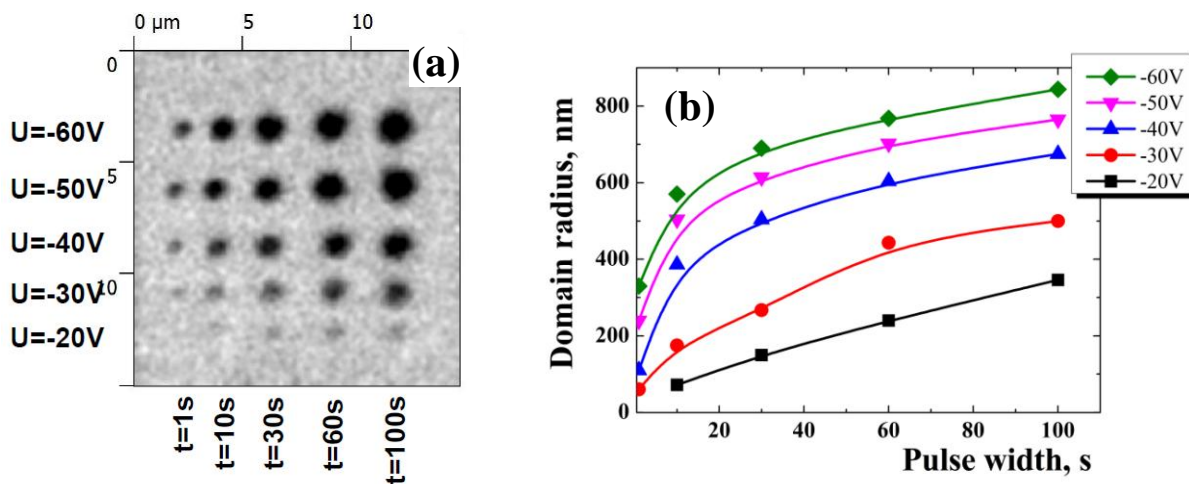 0 µm 5 10
(a)
0
U=-60V
5
U=-50V
U=-40V
10
U=-30V
U=-20V
t=1s
t=10s
t=30s
t=60s
t=100s
(b)
-60V
-50V
-40V
-30V
-20V
Domain radius, nm
800
600
400
200
0
20 40 60 80 100
Pulse width, s